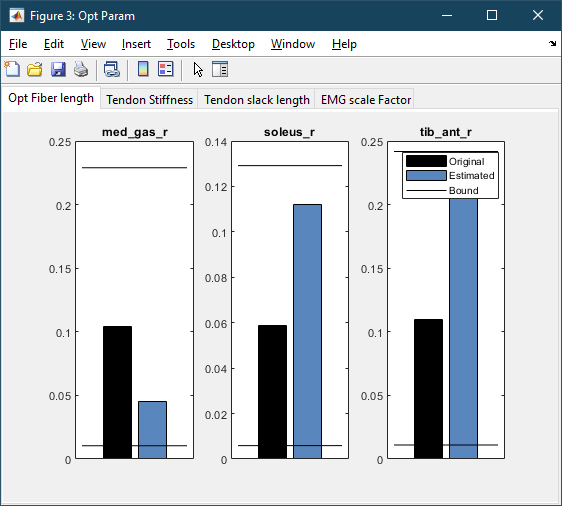 Figure 3: Opt Param
File Edit View Insert Tools Desktop Window Help
Opt Fiber length Tendon Stiffness Tendon slack length EMG scale Factor
med_gas_r
0.25
0.2
0.15
0.1
0.05
0
soleus_r
0.14
0.12
0.1
0.08
0.06
0.04
0.02
0
tib_ant_r
0.25
0.2
0.15
0.1
0.05
0
Original
Estimated
Bound